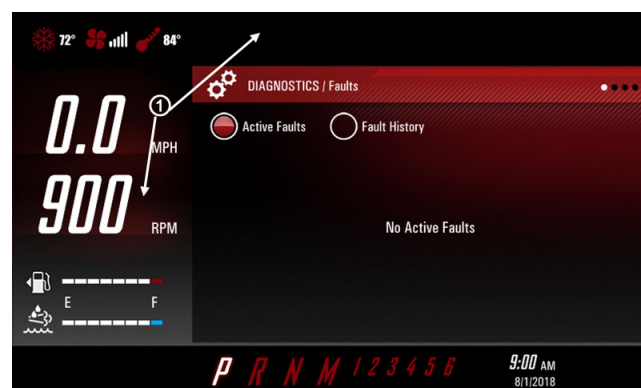 72° 84°
DIAGNOSTICS / Faults
1
0.0 MPH
Active Faults Fault History
900 RPM
No Active Faults
E F
P R N M 1 2 3 4 5 6
9:00 AM
8/1/2018